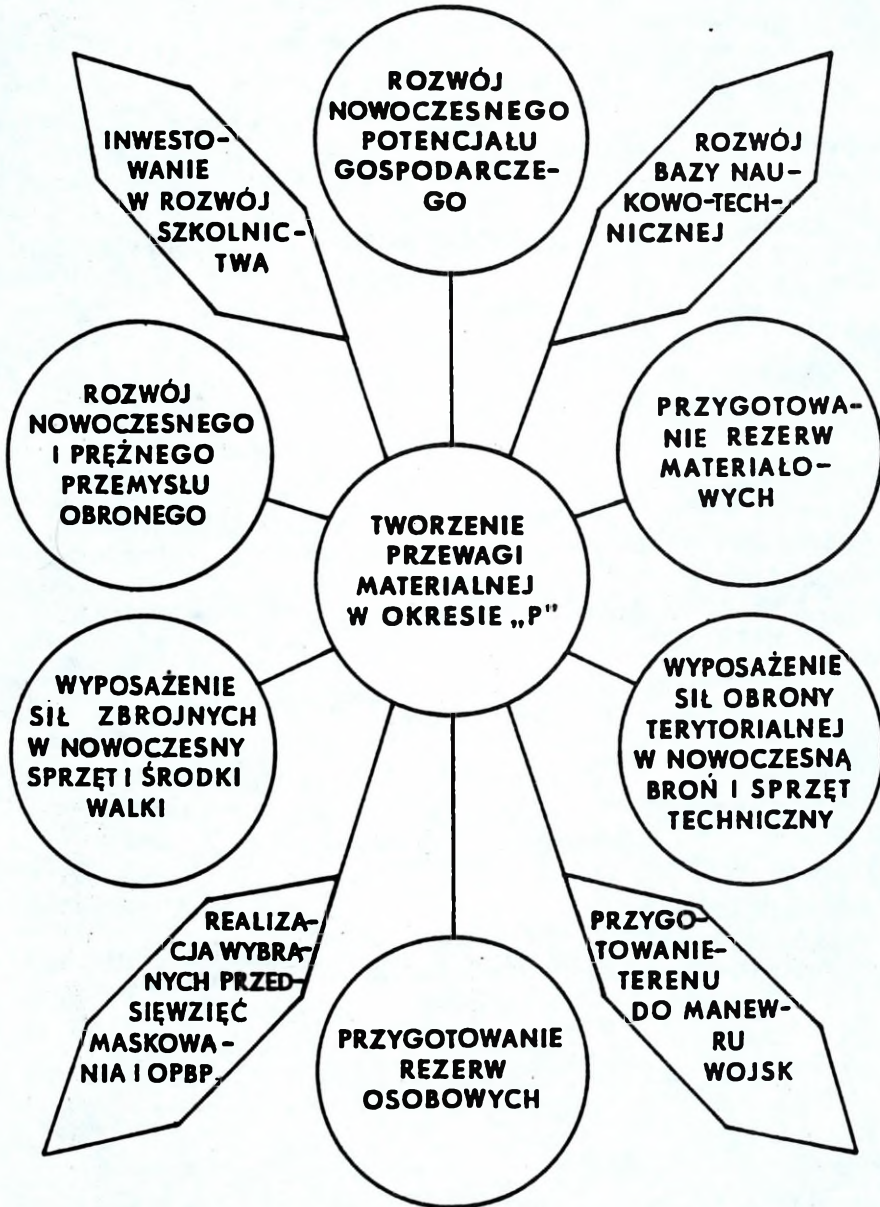 INWESTO-
WANIE
W ROZWÓJ
SZKOLNIC-
TWA
ROZWÓJ
NOWOCZESNEGO
POTENCJAŁU
GOSPODARCZE-
GO
ROZWÓJ
BAZY NAU-
KOWO-TECH-
NICZNEJ
ROZWÓJ
NOWOCZESNEGO
I PRĘŻNEGO
PRZEMYSŁU
OBRONEGO
PRZYGOTOWA-
NIE REZERW
MATERIAŁO-
WYCH
TWORZENIE
PRZEWAGI
MATERIALNEJ
W OKRESIE „P"
WYPOSAŻENIE
SIŁ ZBROJNYCH
W NOWOCZESNY
SPRZĘT I ŚRODKI
WALKI
WYPOSAŻENIE
SIŁ OBRONY
TERYTORIALNEJ
W NOWOCZESNĄ
BROŃ I SPRZĘT
TECHNICZNY
REALIZA-
CJA WYBRA-
NYCH PRZED-
SIĘWZIĘĆ
MASKOWA-
NIA I OPBP.
PRZYGOTOWANIE
REZERW
OSOBOWYCH
PRZYGO-
TOWANIE-
TERENU
DO MANEW-
RU
WOJSK